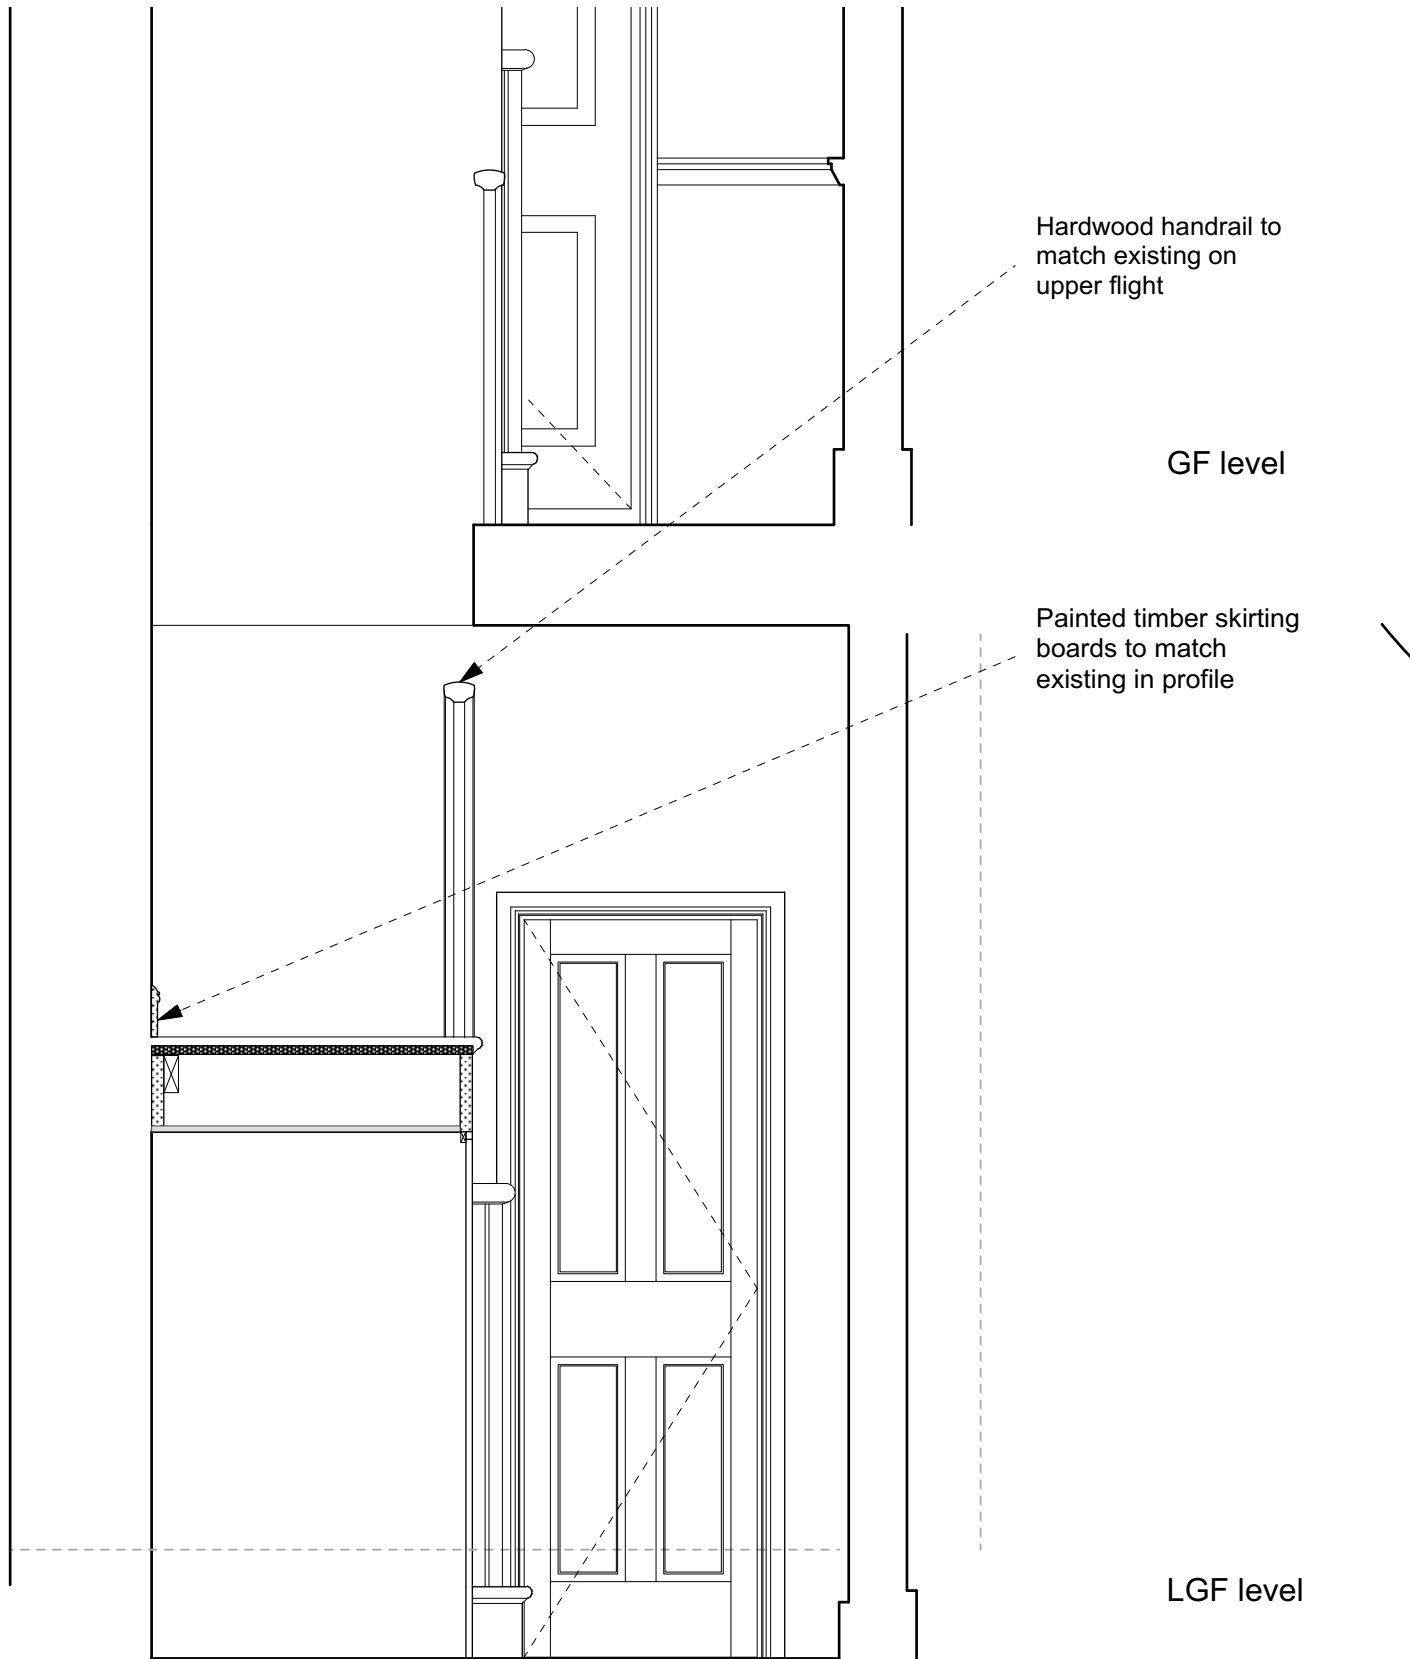 Hardwood handrail to
match existing on
upper flight
GF level
Painted timber skirting
boards to match
existing in profile
LGF level